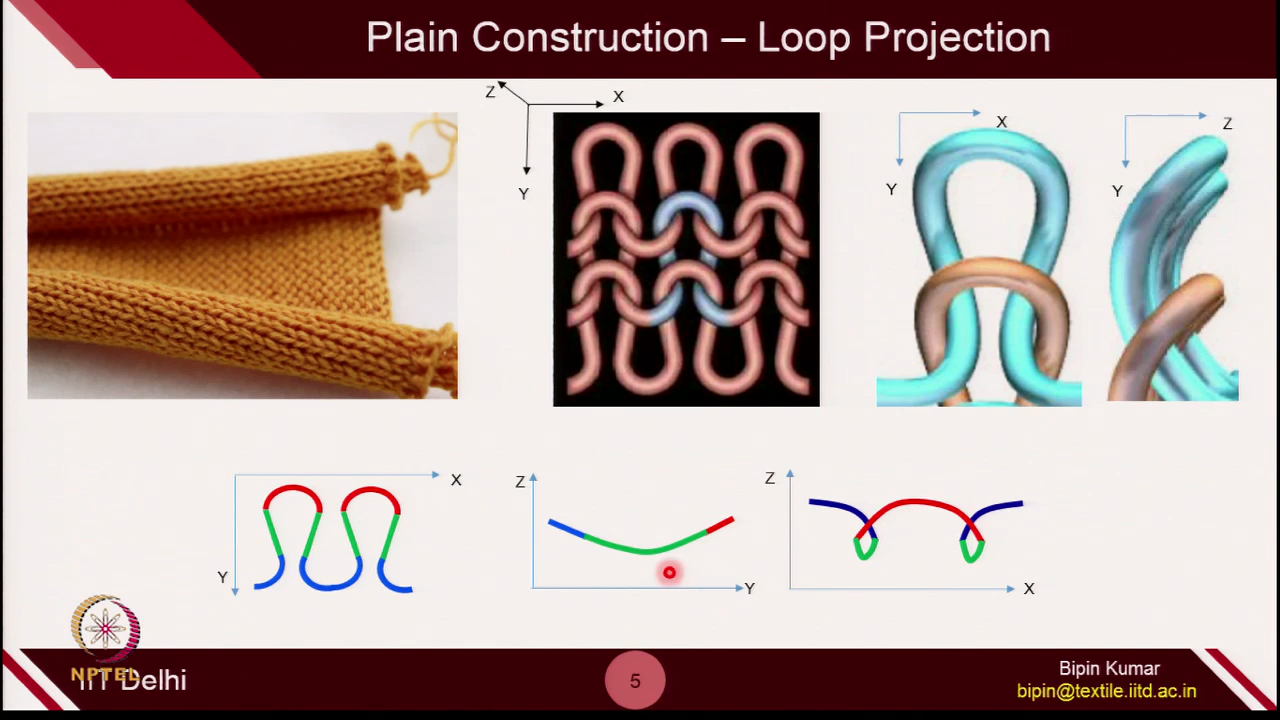 Plain Construction – Loop Projection
Z
X
Y
X
Y
Z
Y
X
Y
Z
Y
Z
X
NPTEL
IIT Delhi
5
Bipin Kumar
bipin@textile.iitd.ac.in